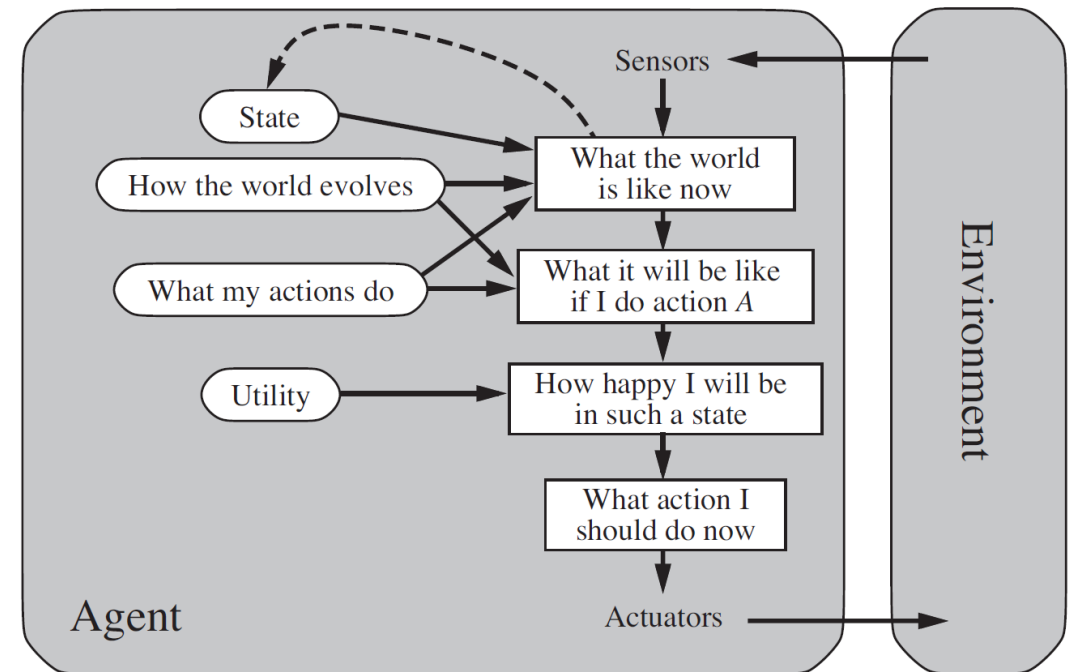 Sensors
State
What the world
is like now
How the world evolves
What it will be like
if I do action A
What my actions do
How happy I will be
in such a state
Utility
What action I
should do now
Agent
Actuators
Environment